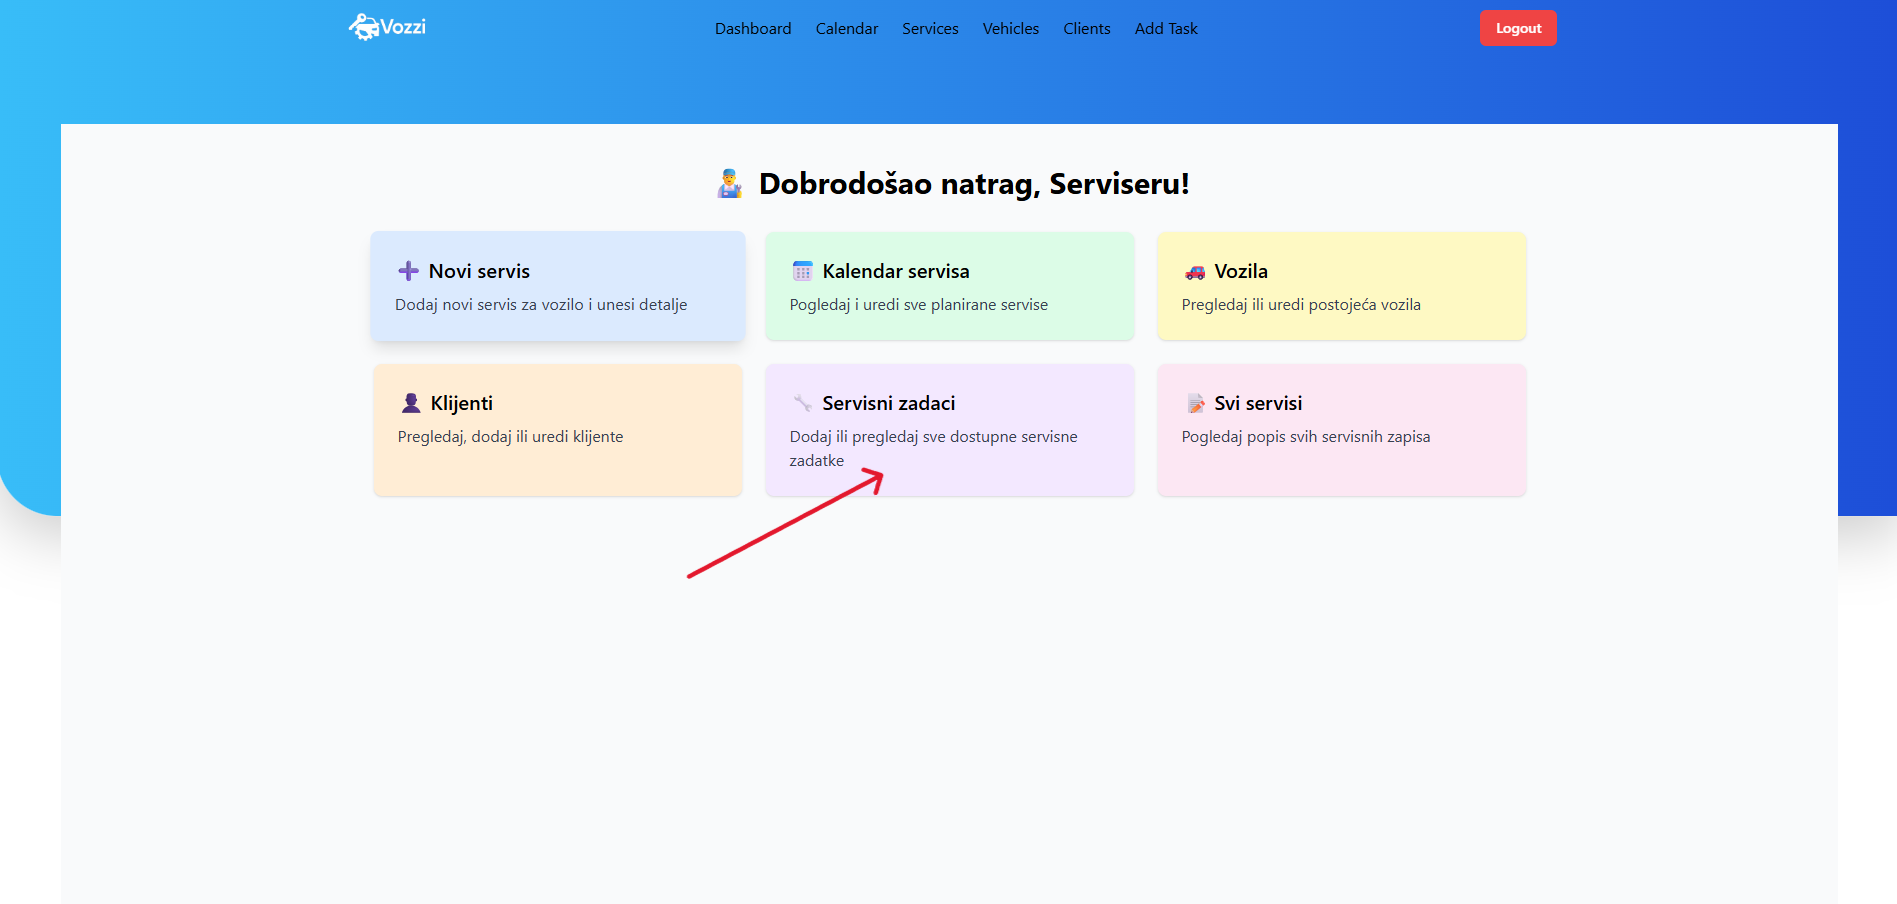 Vozzi
Dashboard Calendar Services Vehicles Clients Add Task
Logout
Dobrodošao natrag, Serviseru!
Novi servis
Dodaj novi servis za vozilo i unesi detalje
Kalendar servisa
Pogledaj i uredi sve planirane servise
Vozila
Pregledaj ili uredi postojeća vozila
Klijenti
Pregledaj, dodaj ili uredi klijente
Servisni zadaci
Dodaj ili pregledaj sve dostupne servisne
zadatke
Svi servisi
Pogledaj popis svih servisnih zapisa